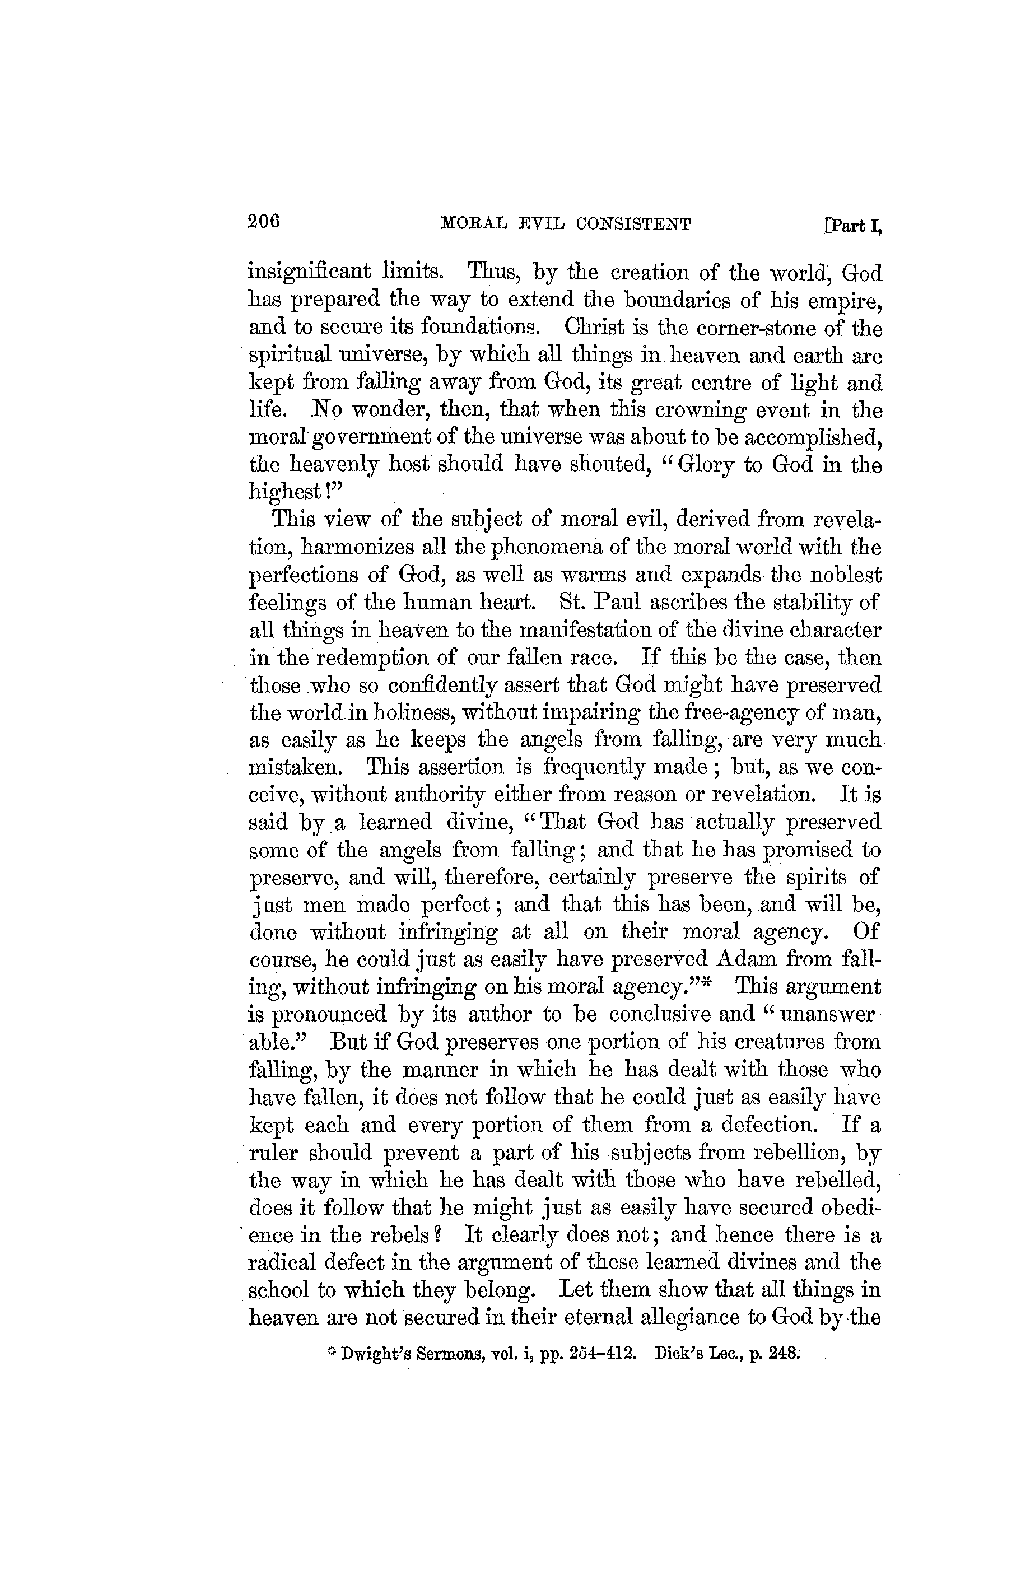 206 MORAL EVIL CONSISTENT [Part I,
insignificant limits. Thus, by the creation of the world, God
has prepared the way to extend the boundaries of his empire,
and to secure its foundations. Christ is the corner-stone of the
spiritual universe, by which all things in heaven and earth are
kept from falling away from God, its great centre of light and
life. No wonder, then, that when this crowning event in the
moral government of the universe was about to be accomplished,
the heavenly host should have shouted, “Glory to God in the
highest!”
This view of the subject of moral evil, derived from revela-
tion, harmonizes all the phenomena of the moral world with the
perfections of God, as well as warms and expands the noblest
feelings of the human heart. St. Paul ascribes the stability of
all things in heaven to the manifestation of the divine character
in the redemption of our fallen race. If this be the case, then
those who so confidently assert that God might have preserved
the world in holiness, without impairing the free-agency of man,
as easily as he keeps the angels from falling, are very much
mistaken. This assertion is frequently made; but, as we con-
ceive, without authority either from reason or revelation. It is
said by a learned divine, “That God has actually preserved
some of the angels from falling; and that he has promised to
preserve, and will, therefore, certainly preserve the spirits of
just men made perfect; and that this has been, and will be,
done without infringing at all on their moral agency. Of
course, he could just as easily have preserved Adam from fall-
ing, without infringing on his moral agency.”* This argument
is pronounced by its author to be conclusive and “unanswer
able.” But if God preserves one portion of his creatures from
falling, by the manner in which he has dealt with those who
have fallen, it does not follow that he could just as easily have
kept each and every portion of them from a defection. If a
ruler should prevent a part of his subjects from rebellion, by
the way in which he has dealt with those who have rebelled,
does it follow that he might just as easily have secured obedi-
ence in the rebels? It clearly does not; and hence there is a
radical defect in the argument of these learned divines and the
school to which they belong. Let them show that all things in
heaven are not secured in their eternal allegiance to God by the
* Dwight's Sermons, vol. i, pp. 254–412. Dick's Lec., p. 248.